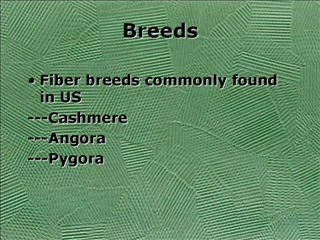 Breeds
• Fiber breeds commonly found
in US
---Cashmere
---Angora
---Pygora